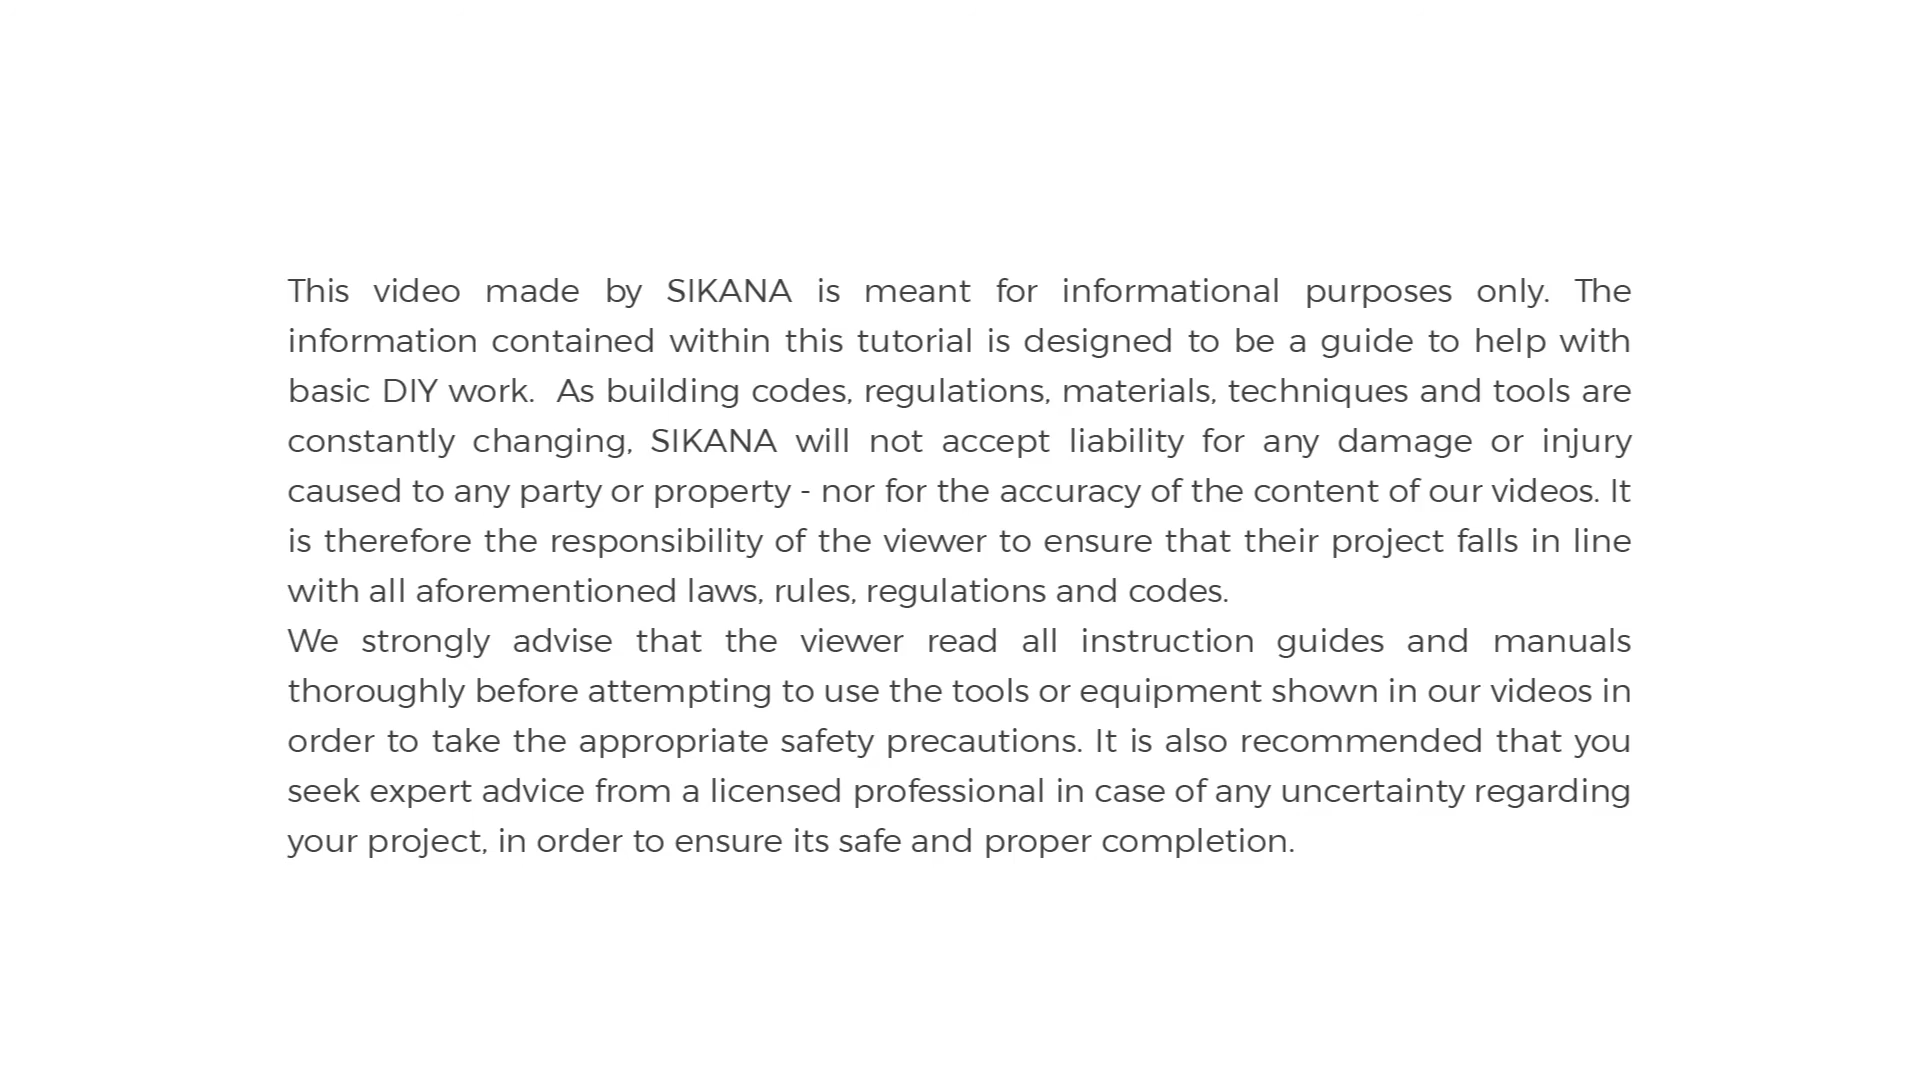 This video made by SIKANA is meant for informational purposes only. The
information contained within this tutorial is designed to be a guide to help with
basic DIY work.  As building codes, regulations, materials, techniques and tools are
constantly changing, SIKANA will not accept liability for any damage or injury
caused to any party or property - nor for the accuracy of the content of our videos. It
is therefore the responsibility of the viewer to ensure that their project falls in line
with all aforementioned laws, rules, regulations and codes.
We strongly advise that the viewer read all instruction guides and manuals
thoroughly before attempting to use the tools or equipment shown in our videos in
order to take the appropriate safety precautions. It is also recommended that you
seek expert advice from a licensed professional in case of any uncertainty regarding
your project, in order to ensure its safe and proper completion.